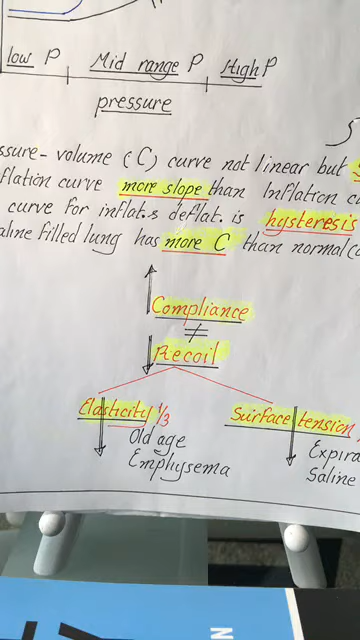 low P Mid range P High P
pressure
ssure-volume (C) curve not linear but
flation curve more slope than Inflation cu
curve for inflat. & deflat. is hysteresis
aline filled lung has more C than normal (a
Compliance
≠
Recoil
Elasticity 1/3 Surface tension
Old age Expira
Emphysema Saline
N